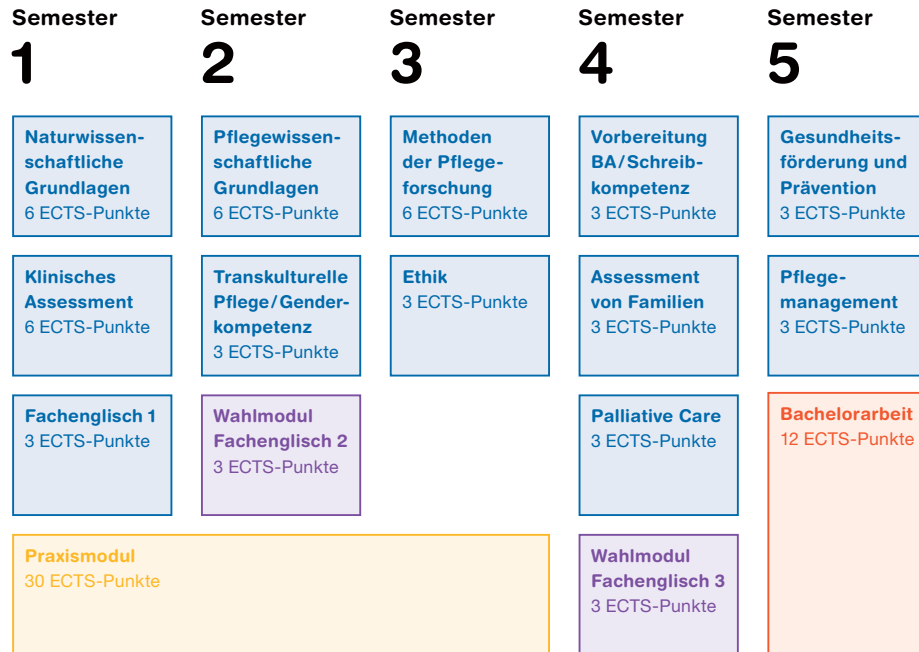 Semester
1
Semester
2
Semester
3
Semester
4
Semester
5
Naturwissen-
schaftliche
Grundlagen
6 ECTS-Punkte
Pflegewissen-
schaftliche
Grundlagen
6 ECTS-Punkte
Methoden
der Pflege-
forschung
6 ECTS-Punkte
Vorbereitung
BA/Schreib-
kompetenz
3 ECTS-Punkte
Gesundheits-
förderung und
Prävention
3 ECTS-Punkte
Klinisches
Assessment
6 ECTS-Punkte
Transkulturelle
Pflege/Gender-
kompetenz
3 ECTS-Punkte
Ethik
3 ECTS-Punkte
Assessment
von Familien
3 ECTS-Punkte
Pflege-
management
3 ECTS-Punkte
Fachenglisch 1
3 ECTS-Punkte
Wahlmodul
Fachenglisch 2
3 ECTS-Punkte
Palliative Care
3 ECTS-Punkte
Bachelorarbeit
12 ECTS-Punkte
Praxismodul
30 ECTS-Punkte
Wahlmodul
Fachenglisch 3
3 ECTS-Punkte